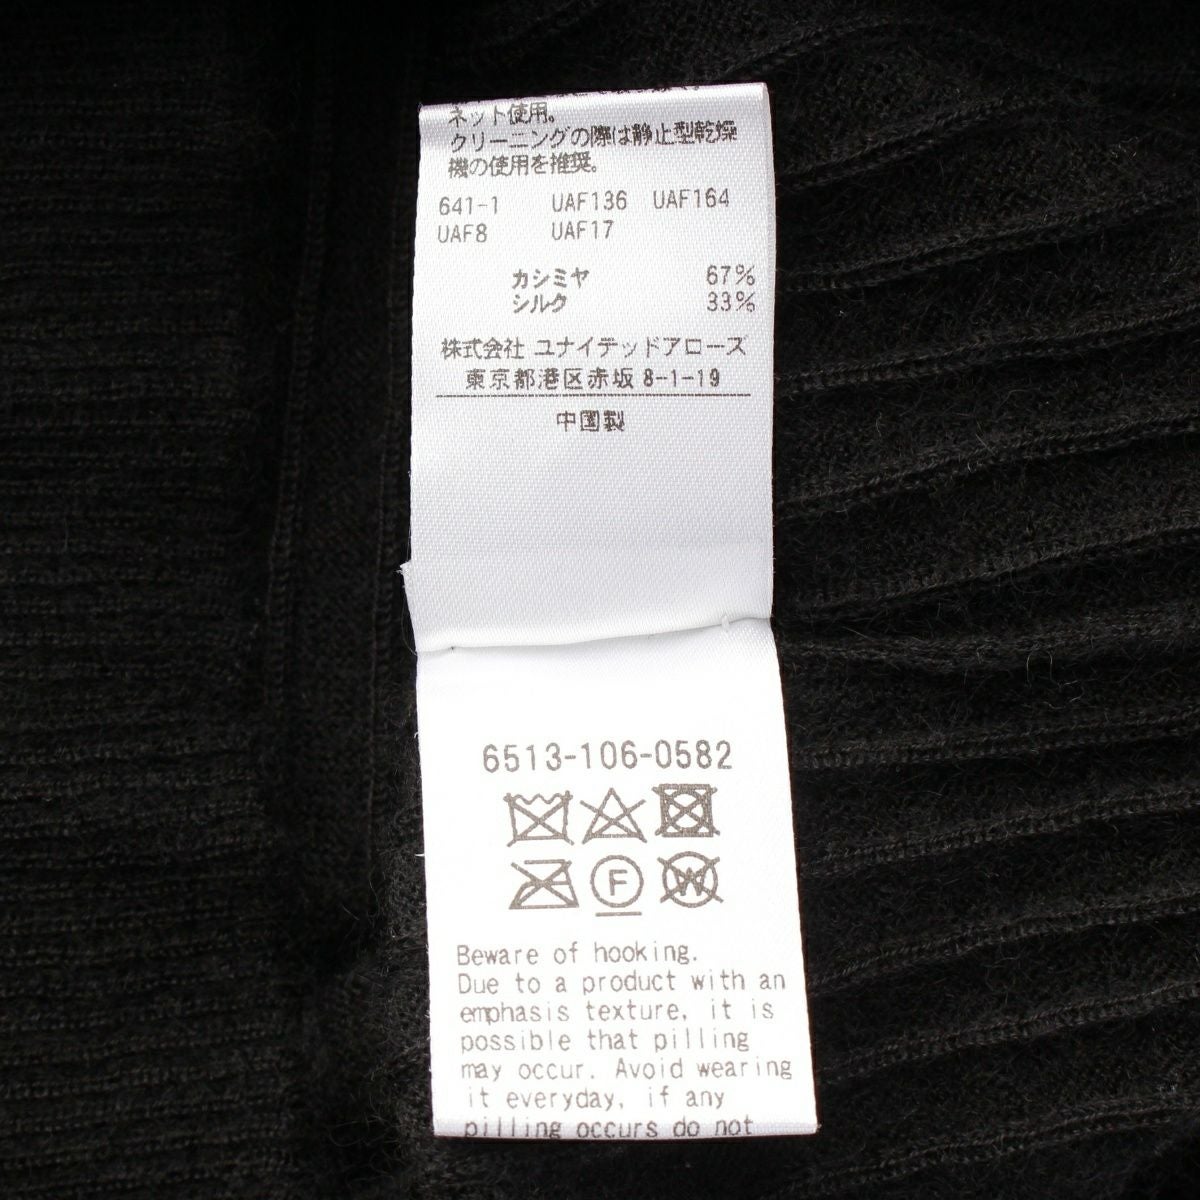 ネット使用。
クリーニングの際は静止型乾燥
機の使用を推奨。
641-1 UAF136 UAF164
UAF8 UAF17
カシミヤ 67%
シルク 33%
株式会社 ユナイテッドアローズ
東京都港区赤坂 8-1-19
中国製
6513-106-0582
F W
Beware of hooking.
Due to a product with an
emphasis texture, it is
possible that pilling
may occur. Avoid wearing
it everyday, if any
pilling occurs do not